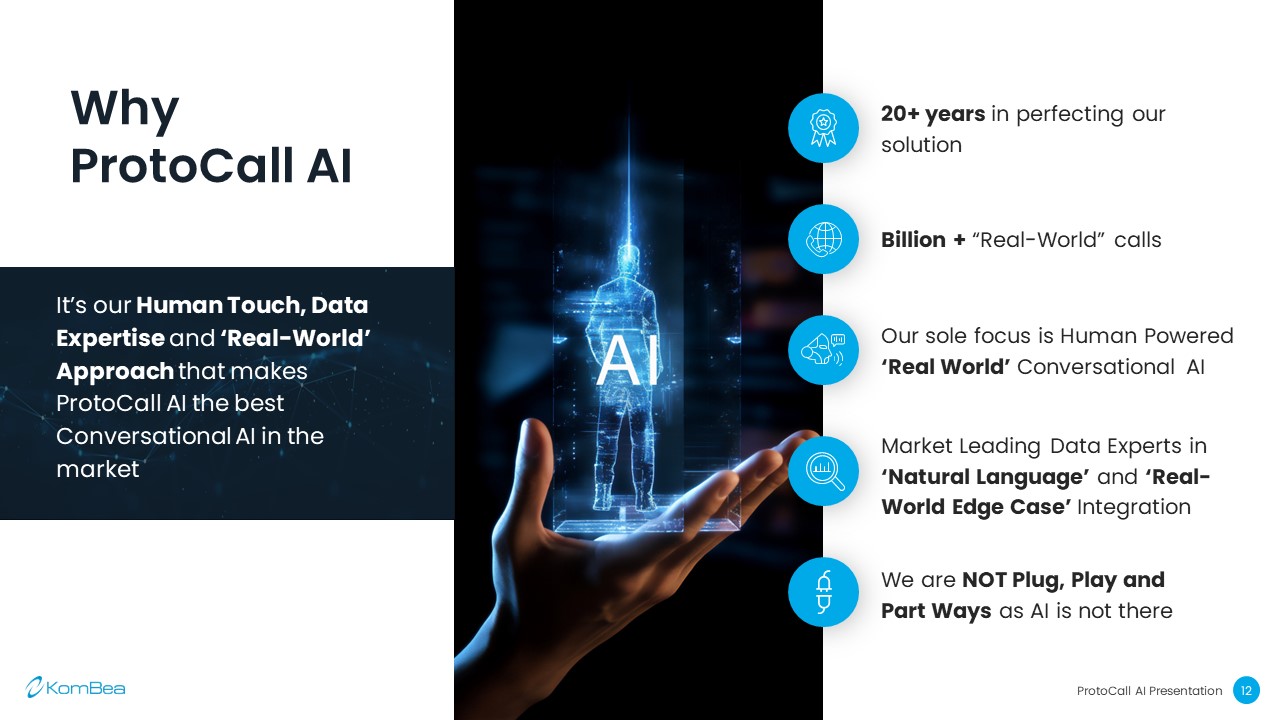 Why
ProtoCall AI
It’s our Human Touch, Data
Expertise and ‘Real-World’
Approach that makes
ProtoCall AI the best
Conversational AI in the
market
AI
20+ years in perfecting our
solution
Billion + “Real-World” calls
Our sole focus is Human Powered
‘Real World’ Conversational AI
Market Leading Data Experts in
‘Natural Language’ and ‘Real-
World Edge Case’ Integration
We are NOT Plug, Play and
Part Ways as AI is not there
KomBea
ProtoCall AI Presentation 12